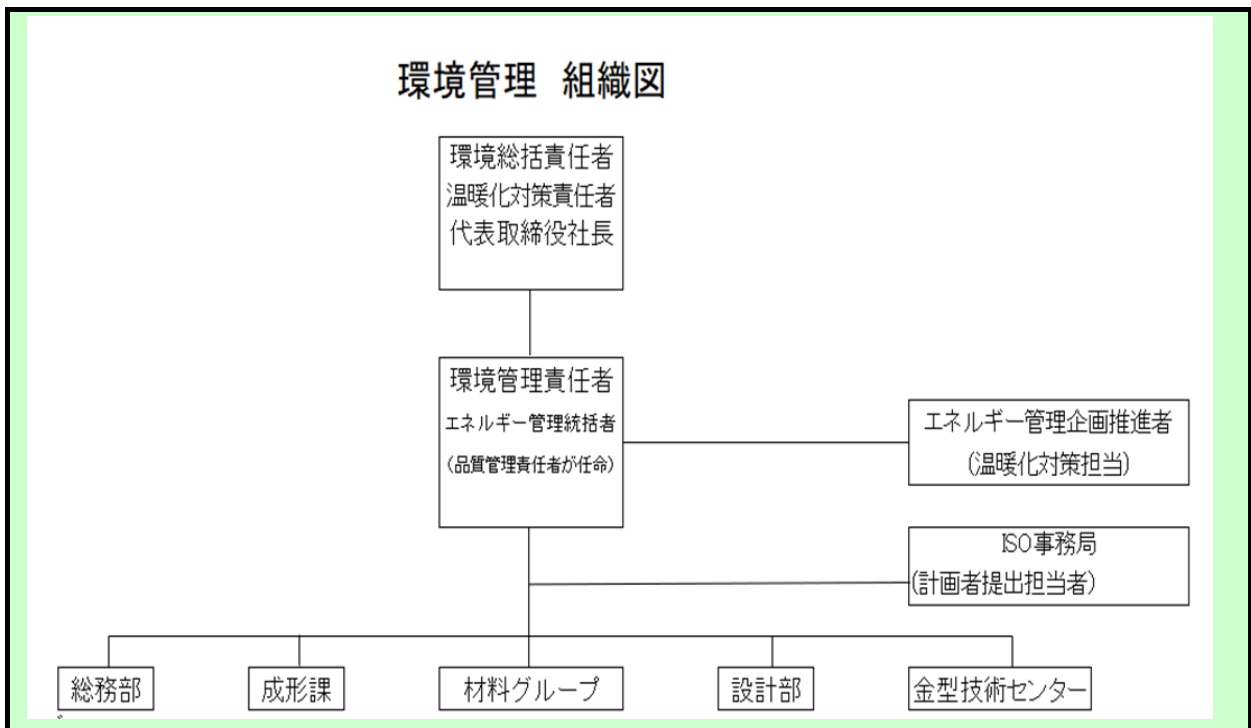 環境管理 組織図
環境総括責任者
温暖化対策責任者
代表取締役社長
環境管理責任者
エネルギー管理統括者
(品質管理責任者が任命)
エネルギー管理企画推進者
(温暖化対策担当)
ISO事務局
(計画者提出担当者)
総務部
成形課
材料グループ
設計部
金型技術センター